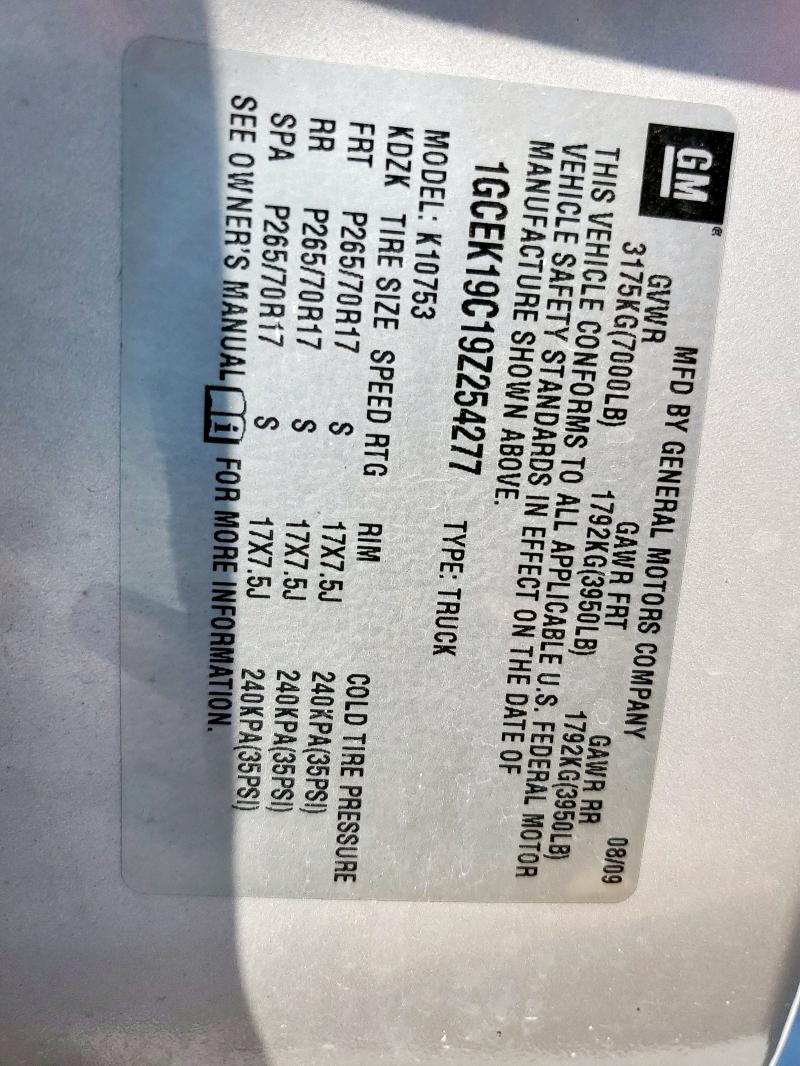 GM®
MFD BY GENERAL MOTORS COMPANY 08/09
GVWR GAWR FRT GAWR RR
3175KG(7000LB) 1792KG(3950LB) 1792KG(3950LB)
THIS VEHICLE CONFORMS TO ALL APPLICABLE U.S. FEDERAL MOTOR
VEHICLE SAFETY STANDARDS IN EFFECT ON THE DATE OF
MANUFACTURE SHOWN ABOVE.
1GCEK19C19Z254277 TYPE: TRUCK
MODEL: K10753
KDZK TIRE SIZE SPEED RTG RIM COLD TIRE PRESSURE
FRT P265/70R17 S 17X7.5J 240KPA(35PSI)
RR P265/70R17 S 17X7.5J 240KPA(35PSI)
SPA P265/70R17 S 17X7.5J 240KPA(35PSI)
SEE OWNER'S MANUAL i FOR MORE INFORMATION.